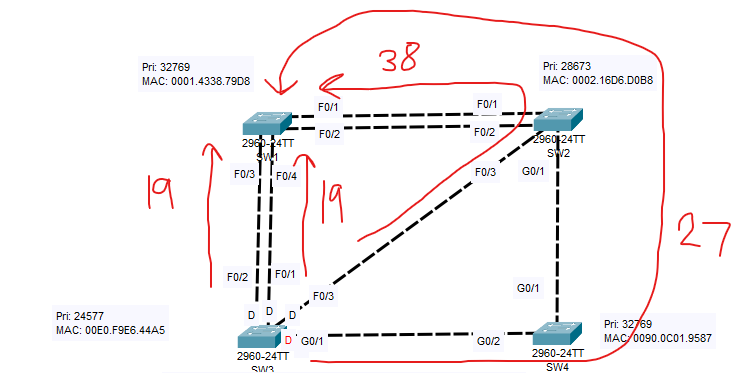 38
Pri: 32769
MAC: 0001.4338.79D8
Pri: 28673
MAC: 0002.16D6.D0B8
F0/1
F0/1
F0/2
F0/2
2960-24TT
SW1
2960-24TT
SW2
F0/3
F0/4
F0/3
G0/1
19
19
27
F0/2
F0/1
F0/3
G0/1
Pri: 24577
MAC: 00E0.F9E6.44A5
D
D
D
D
G0/1
G0/2
2960-24TT
SW3
Pri: 32769
MAC: 0090.0C01.9587
2960-24TT
SW4